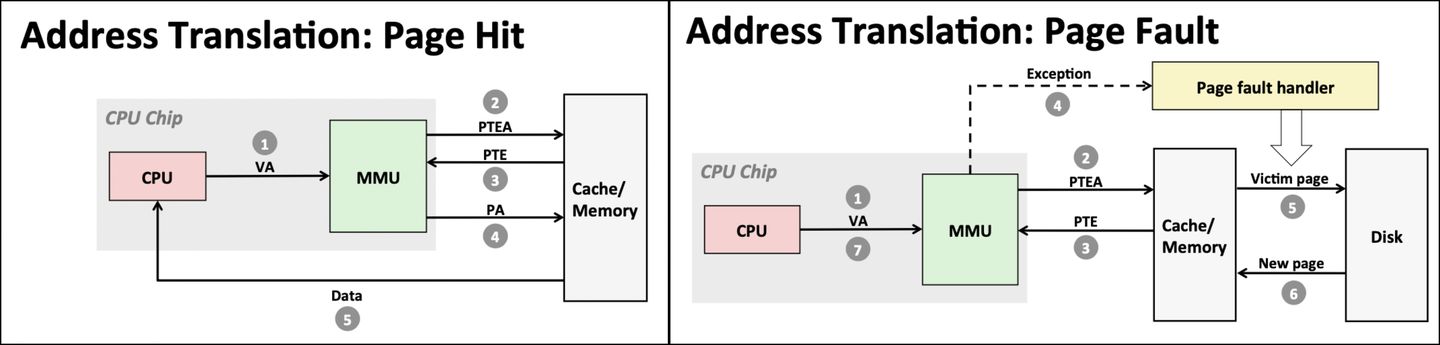 Address Translation: Page Hit
CPU Chip
CPU
1
VA
MMU
2
PTEA
PTE
3
PA
4
Cache/
Memory
Data
5
Address Translation: Page Fault
Exception
4
Page fault handler
CPU Chip
CPU
1
VA
7
MMU
2
PTEA
PTE
3
Cache/
Memory
Victim page
5
New page
6
Disk